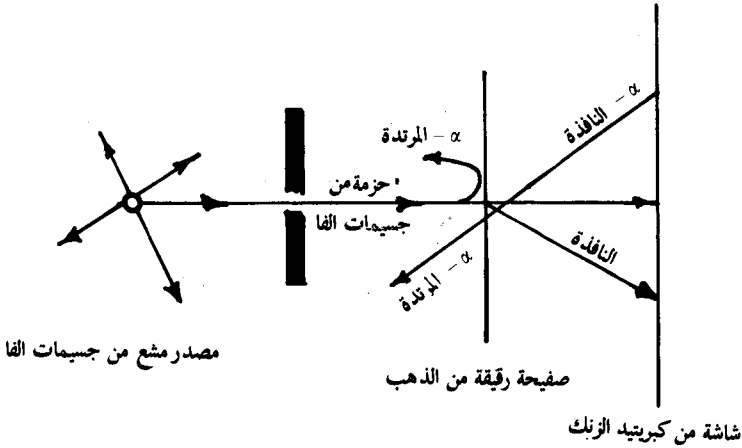 α – النافذة
α – المرتدة
حزمة من
جسيمات الفا
النافذة
α – المرتدة
مصدر مشع من جسيمات الفا
صفيحة رقيقة من الذهب
شاشة من كبريتيد الزنك